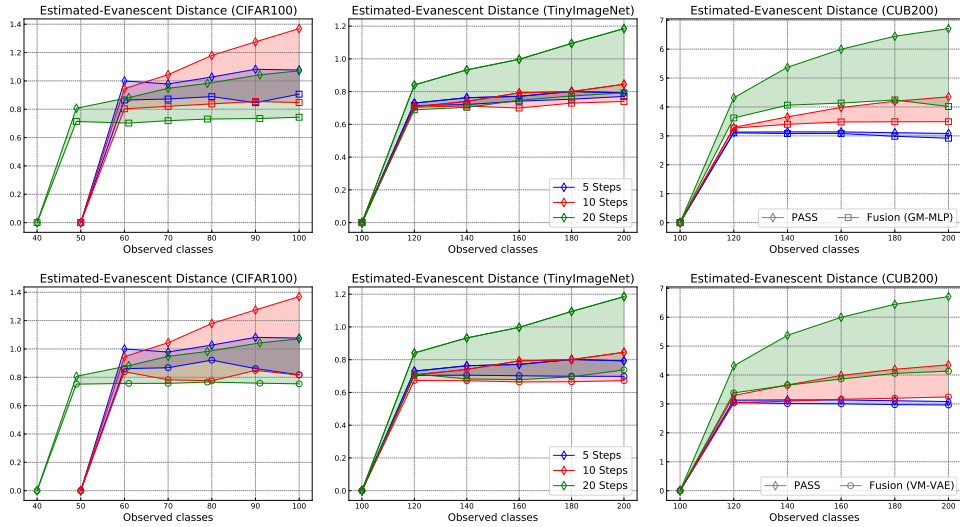 Estimated-Evanescent Distance (CIFAR100)
Estimated-Evanescent Distance (TinyImageNet)
Estimated-Evanescent Distance (CUB200)
1.4
1.2
1.0
0.8
0.6
0.4
0.2
0.0
40 50 60 70 80 90 100
Observed classes
1.2
1.0
0.8
0.6
0.4
0.2
0.0
5 Steps
10 Steps
20 Steps
100 120 140 160 180 200
Observed classes
7
6
5
4
3
2
1
0
PASS Fusion (GM-MLP)
100 120 140 160 180 200
Observed classes
Estimated-Evanescent Distance (CIFAR100)
Estimated-Evanescent Distance (TinyImageNet)
Estimated-Evanescent Distance (CUB200)
1.4
1.2
1.0
0.8
0.6
0.4
0.2
0.0
40 50 60 70 80 90 100
Observed classes
1.2
1.0
0.8
0.6
0.4
0.2
0.0
5 Steps
10 Steps
20 Steps
100 120 140 160 180 200
Observed classes
7
6
5
4
3
2
1
0
PASS Fusion (VM-VAE)
100 120 140 160 180 200
Observed classes